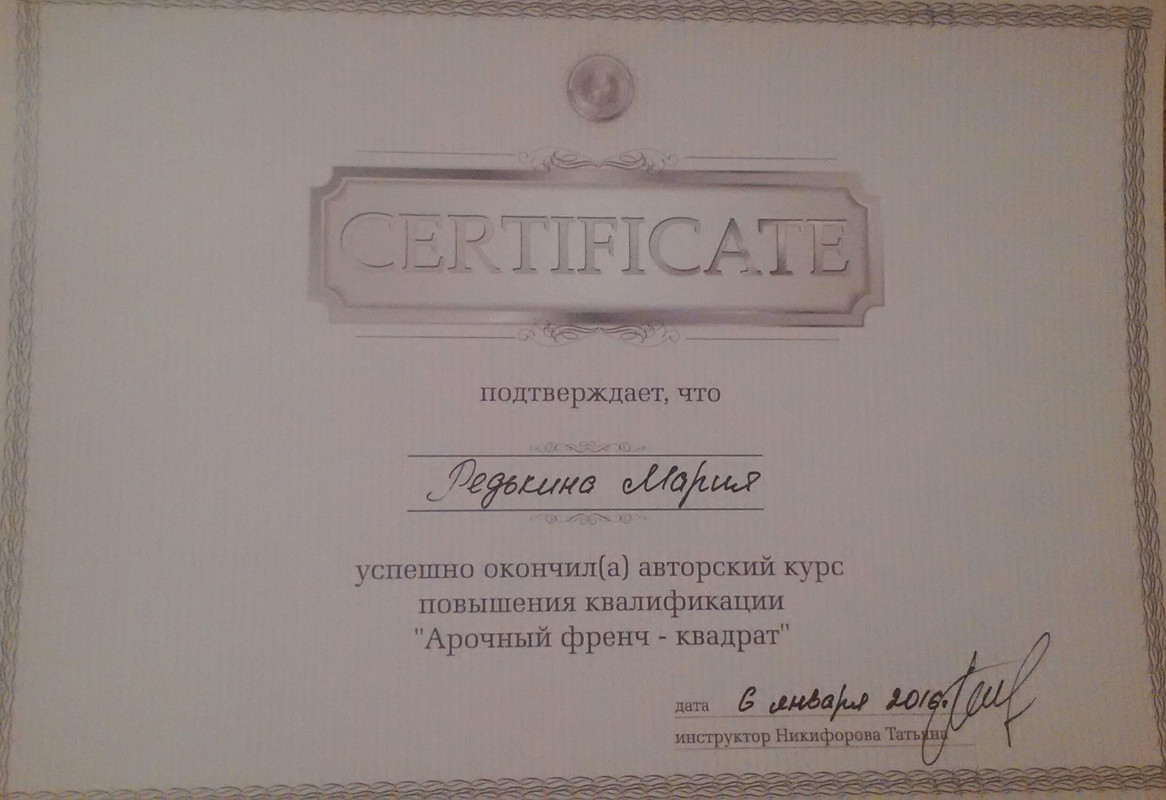 CERTIFICATE
подтверждает, что
Редькина Мария
успешно окончил(а) авторский курс
повышения квалификации
"Арочный френч - квадрат"
дата 6 января 2016г.
инструктор Никифорова Татьяна